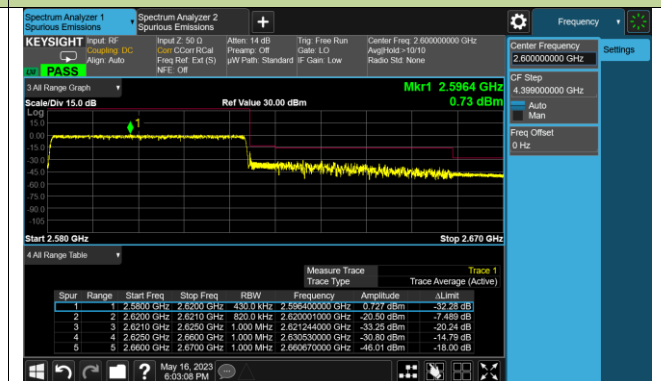 Spectrum Analyzer 1
Spurious Emissions
Spectrum Analyzer 2
Spurious Emissions
+
Frequency
KEYSIGHT
Input: RF
Coupling: DC
Align: Auto
Input Z: 50 Ω
Corr CCorr RCal
Freq Ref: Ext (S)
NFE: Off
Atten: 14 dB
Preamp: Off
µW Path: Standard
Trig: Free Run
Gate: LO
IF Gain: Low
Center Freq: 2.600000000 GHz
Avg|Hold:>10/10
Radio Std: None
PASS
Center Frequency
2.600000000 GHz
Settings
CF Step
4.399000000 GHz
Auto
Man
Freq Offset
0 Hz
3 All Range Graph
Mkr1 2.5964 GHz
0.73 dBm
Scale/Div 15.0 dB
Ref Value 30.00 dBm
Log
15.0
0.00
-15.0
-30.0
-45.0
-60.0
-75.0
-90.0
-105
1
Start 2.580 GHz
Stop 2.670 GHz
4 All Range Table
Measure Trace Trace 1
Trace Type Trace Average (Active)
Spur Range Start Freq Stop Freq RBW Frequency Amplitude ΔLimit
1 1 2.5800 GHz 2.6200 GHz 430.0 kHz 2.596400000 GHz 0.727 dBm -32.28 dB
2 2 2.6200 GHz 2.6210 GHz 820.0 kHz 2.620001000 GHz -20.50 dBm -7.489 dB
3 3 2.6210 GHz 2.6250 GHz 1.000 MHz 2.621244000 GHz -33.25 dBm -20.24 dB
4 4 2.6250 GHz 2.6600 GHz 1.000 MHz 2.630530000 GHz -30.80 dBm -14.79 dB
5 5 2.6600 GHz 2.6700 GHz 1.000 MHz 2.660670000 GHz -46.01 dBm -18.00 dB
?
May 16, 2023
6:03:08 PM